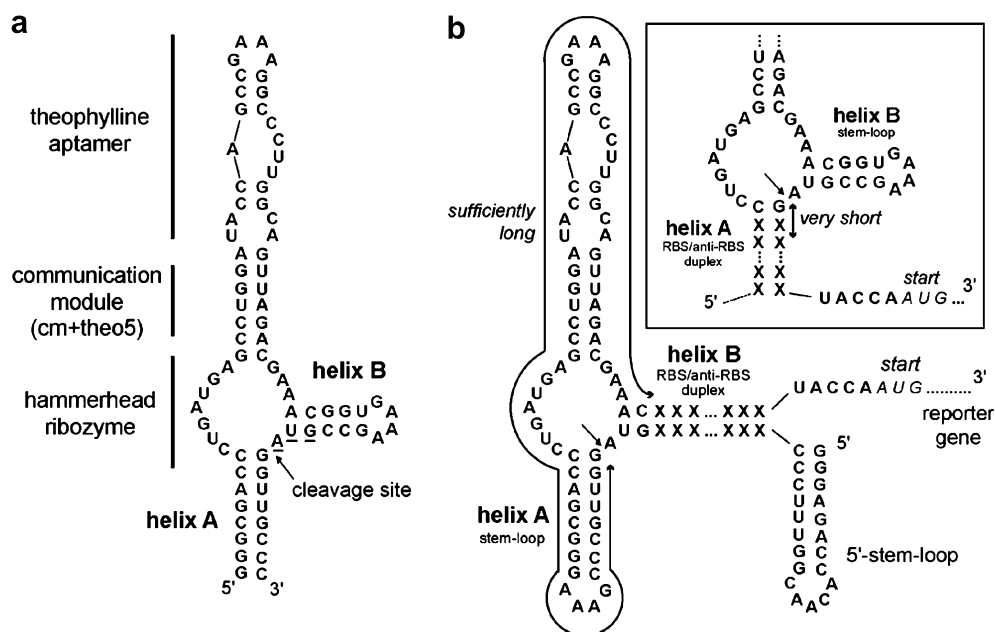 a
theophylline
aptamer
communication
module
(cm+theo5)
hammerhead
ribozyme
A A
G A
C G
C G
G C
C
A C
U
U
C G
C G
A C
U A
A G
G U
G U
U A
C G
C A
G C
A G
G A
U A
A A
G U
U A
C
C G
C G
A U
G U
C G
G C
G C
G C
5' 3'
helix B
C G G U G A
G C C G A A
cleavage site
helix A
b
sufficiently
long
A A
G A
C G
C G
G C
C
A C
U
U
C G
C G
A C
U A
A G
G U
G U
U A
C G
C A
G C
A G
G A
U A
A A
G U
U A
C
C G
C G
A U
G U
C G
G C
G C
G C
A G
A A
helix A
stem-loop
helix B
RBS/anti-RBS
duplex
C X X X ... X X X
G X X X ... X X X
start
U A C C A A U G .........
3'
reporter
gene
5'
C G
C G
C G
U A
U G
U A
G C
G C
C A
A A C
5'-stem-loop
U A
C G
C A
G C
A G
G A
U A
A A
G U
U A
C
C G
X X
X X
X X
X X
helix B
stem-loop
C G G U G A
G C C G A A
very short
helix A
RBS/anti-RBS
duplex
5'
start
U A C C A A U G ...
3'